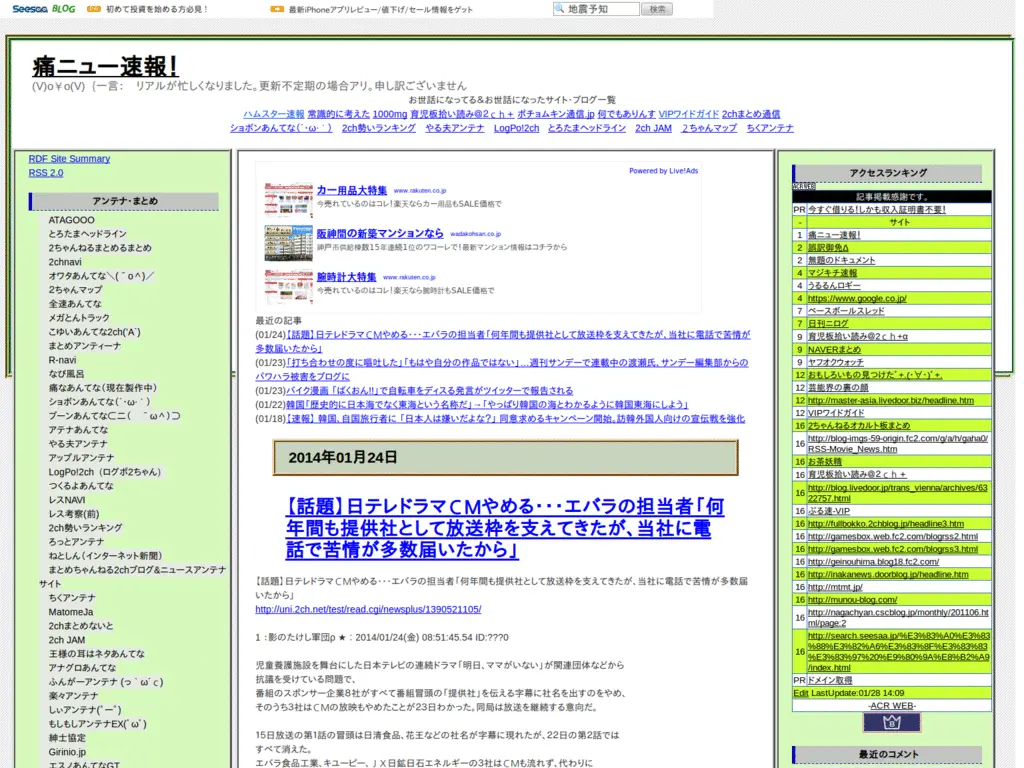 Seesaa BLOG
初めて投資を始める方必見！
最新iPhoneアプリレビュー/値下げ/セール情報をゲット
地震予知
検索
痛ニュー速報！
(V)o￥o(V)｛一言：　リアルが忙しくなりました。更新不定期の場合アリ。申し訳ございません
お世話になってる＆お世話になったサイト・ブログ一覧
ハムスター速報 常識的に考えた 1000mg 育児板拾い読み＠2ｃｈ＋ ポチョムキン通信.jp 何でもありんす VIPワイドガイド 2chまとめ通信
ショボンあんてな（´･ω･｀） 2ch勢いランキング やる夫アンテナ LogPo!2ch とろたまヘッドライン 2ch JAM ２ちゃんマップ ちくアンテナ
RDF Site Summary
RSS 2.0
アンテナ・まとめ
ATAGOOO
とろたまヘッドライン
2ちゃんねるまとめるまとめ
2chnavi
オワタあんてな＼(＾o＾)／
2ちゃんマップ
全速あんてな
メガとんトラック
こゆいあんてな2ch('A`)
まとめアンティーナ
R-navi
なび風呂
痛なあんてな（現在製作中）
ショボンあんてな（´･ω･｀）
ブーンあんてな⊂二（　＾ω＾）⊃
アテナあんてな
やる夫アンテナ
アップルアンテナ
LogPo!2ch（ログポ2ちゃん）
つくるよあんてな
レスNAVI
レス考察(前)
2ch勢いランキング
ろっとアンテナ
ねとしん（インターネット新聞）
まとめちゃんねる2chブログ＆ニュースアンテナ
サイト
ちくアンテナ
MatomeJa
2chまとめないと
2ch JAM
王様の耳はネタあんてな
アナグロあんてな
ふんがーアンテナ（っ｀ω´ｃ）
楽々アンテナ
しぃアンテナ(*ﾟーﾟ)
もしもしアンテナEX(ﾟωﾟ)
紳士協定
Girinio.jp
エスノあんてなGT
Powered by Live!Ads
カー用品大特集 www.rakuten.co.jp
今売れているのはコレ！楽天ならカー用品もSALE価格で
阪神間の新築マンションなら wadakohsan.co.jp
神戸市供給棟数15年連続1位のワコーレで！最新マンション情報はコチラから
腕時計大特集 www.rakuten.co.jp
今売れているのはコレ！楽天なら腕時計もSALE価格で
最近の記事
(01/24)【話題】日テレドラマＣＭやめる・・・エバラの担当者「何年間も提供社として放送枠を支えてきたが、当社に電話で苦情が
多数届いたから」
(01/23)「打ち合わせの度に嘔吐した」「もはや自分の作品ではない」…週刊サンデーで連載中の渡瀬氏、サンデー編集部からの
パワハラ被害をブログに
(01/23)バイク漫画 「ばくおん!!」で自転車をディスる発言がツイッターで報告される
(01/22)韓国「歴史的に日本海でなく東海という名称だ」→「やっぱり韓国の海とわかるように韓国東海にしよう」
(01/18)【速報】 韓国、自国旅行者に 「日本人は嫌いだよな？」 同意求めるキャンペーン開始。訪韓外国人向けの宣伝戦を強化
2014年01月24日
【話題】日テレドラマＣＭやめる・・・エバラの担当者「何
年間も提供社として放送枠を支えてきたが、当社に電
話で苦情が多数届いたから」
【話題】日テレドラマＣＭやめる・・・エバラの担当者「何年間も提供社として放送枠を支えてきたが、当社に電話で苦情が多数届
いたから」
http://uni.2ch.net/test/read.cgi/newsplus/1390521105/
1 ：影のたけし軍団ρ ★ ： 2014/01/24(金) 08:51:45.54 ID:???0
児童養護施設を舞台にした日本テレビの連続ドラマ「明日、ママがいない」が関連団体などから
抗議を受けている問題で、
番組のスポンサー企業8社がすべて番組冒頭の「提供社」を伝える字幕に社名を出すのをやめ、
そのうち3社はＣＭの放映もやめたことが23日わかった。同局は放送を継続する意向だ。
15日放送の第1話の冒頭は日清食品、花王などの社名が字幕に現れたが、22日の第2話では
すべて消えた。
エバラ食品工業、キユーピー、ＪＸ日鉱日石エネルギーの3社はＣＭも流れず、代わりに
アクセスランキング
ACRWEB
記事掲載感謝です。
PR 今すぐ借りる！しかも収入証明書不要！
- サイト
1 痛ニュー速報！
2 誤訳御免Δ
2 無題のドキュメント
4 マジキチ速報
4 うるるんロギー
4 https://www.google.co.jp/
7 ベースボールスレッド
7 日刊ニログ
9 育児板拾い読み＠2ｃｈ+α
9 NAVERまとめ
9 ヤフオクウォッチ
12 おもしろいもの見つけたﾞ+.(･∀･)ﾟ+.
12 芸能界の裏の顔
12 http://master-asia.livedoor.biz/headline.htm
12 VIPワイドガイド
16 2ちゃんねるオカルト板まとめ
16 http://blog-imgs-59-origin.fc2.com/g/a/h/gaha0/
RSS-Movie_News.htm
16 お茶妖精
16 育児板拾い読み＠2ｃｈ＋
16 http://blog.livedoor.jp/trans_vienna/archives/63
22757.html
16 ぶる速-VIP
16 http://fullbokko.2chblog.jp/headline3.htm
16 http://gamesbox.web.fc2.com/blogrss2.html
16 http://gamesbox.web.fc2.com/blogrss3.html
16 http://geinouhima.blog18.fc2.com/
16 http://inakanews.doorblog.jp/headline.htm
16 http://mtmt.jp/
16 http://munou-blog.com/
16 http://nagachyan.cscblog.jp/monthly/201106.ht
ml/page:2
16 http://search.seesaa.jp/%E3%83%A0%E3%83
%88%E3%82%A6%E3%83%8F%E3%83%83
%E3%83%97%20%E9%80%9A%E8%B2%A9
/index.html
PR ドメイン取得
Edit LastUpdate:01/28 14:09
-ACR WEB-
最近のコメント